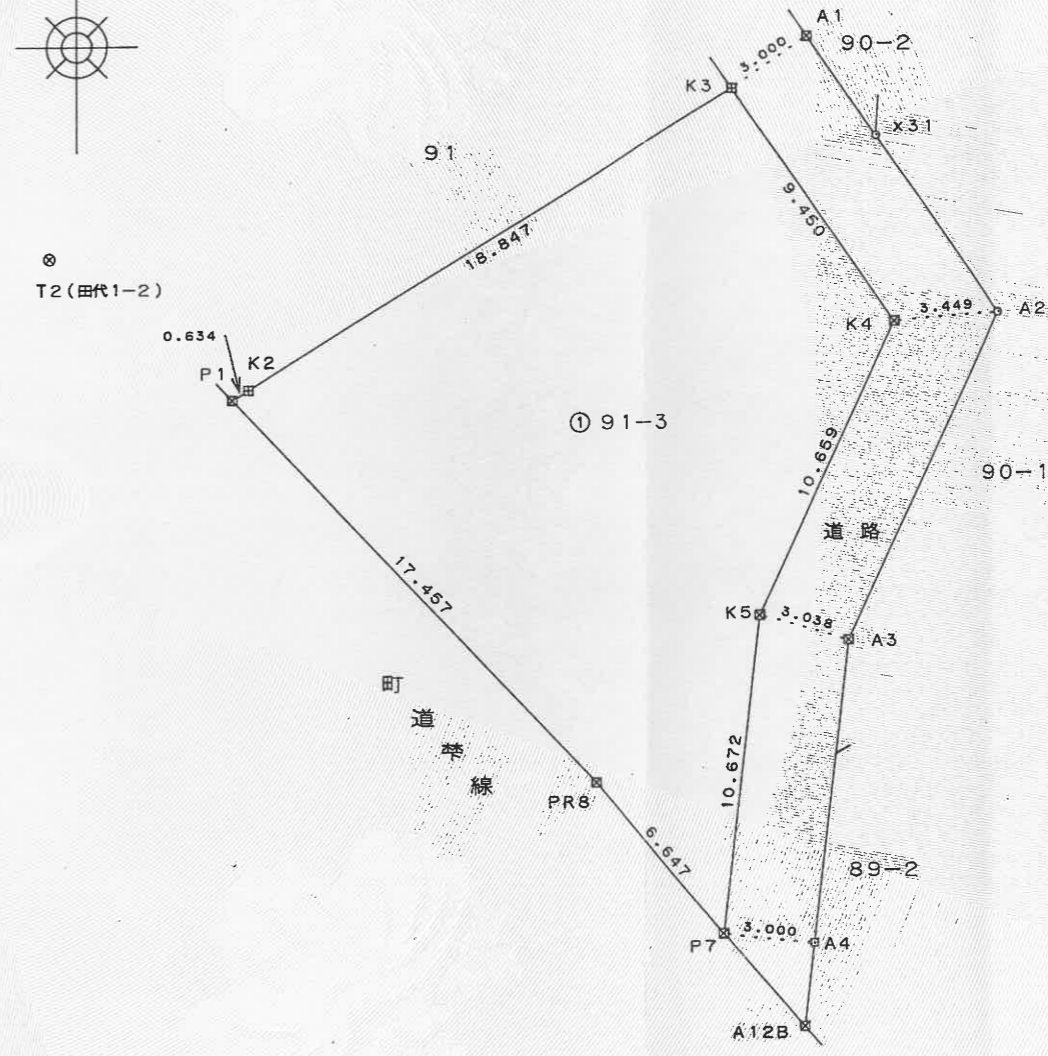 A1
90-2
3.000
K3
x31
91
9.450
18.847
T2(田代1-2)
K4
3.449
A2
0.634
P1
K2
① 91-3
10.659
90-1
道路
17.457
K5
3.038
A3
町
道
梺
線
10.672
PR8
6.647
89-2
P7
3.000
A4
A12B